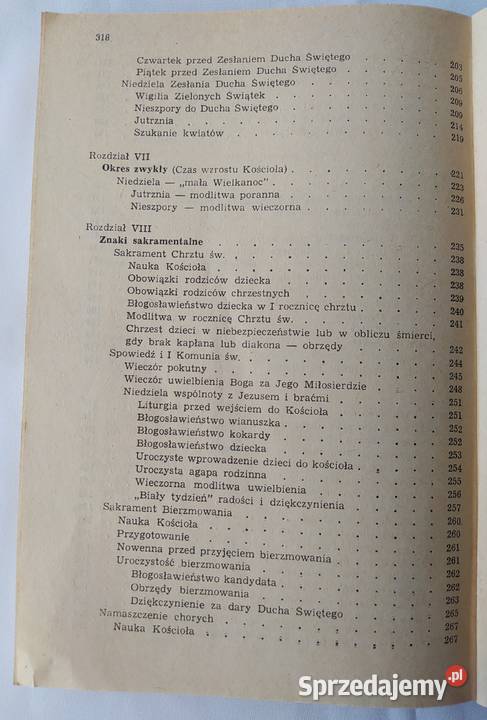 318
Czwartek przed Zesłaniem Ducha Świętego . . . . . 203
Piątek przed Zesłaniem Ducha Świętego . . . . . 205
Niedziela Zesłania Ducha Świętego . . . . . . 206
Wigilia Zielonych Świątek . . . . . . . 209
Nieszpory do Ducha Świętego . . . . . . 209
Jutrznia . . . . . . . . . . 214
Szukanie kwiatów . . . . . . . . 219
Rozdział VII
Okres zwykły (Czas wzrostu Kościoła) . . . . . . 221
Niedziela — „mała Wielkanoc" . . . . . . . 223
Jutrznia — modlitwa poranna . . . . . . 226
Nieszpory — modlitwa wieczorna . . . . . . 231
Rozdział VIII
Znaki sakramentalne . . . . . . . . 235
Sakrament Chrztu św. . . . . . . . . 238
Nauka Kościoła . . . . . . . . . 238
Obowiązki rodziców dziecka . . . . . . 238
Obowiązki rodziców chrzestnych . . . . . 239
Błogosławieństwo dziecka w I rocznicę chrztu . . . . 240
Modlitwa w rocznicę Chrztu św. . . . . . 241
Chrzest dzieci w niebezpieczeństwie lub w obliczu śmierci,
gdy brak kapłana lub diakona — obrzędy . . . . 242
Spowiedź i I Komunia św. . . . . . . . 244
Wieczór pokutny . . . . . . . . 245
Wieczór uwielbienia Boga za Jego Miłosierdzie . . . 248
Niedziela wspólnoty z Jezusem i braćmi . . . . 251
Liturgia przed wejściem do Kościoła . . . . 251
Błogosławieństwo wianuszka . . . . . . 252
Błogosławieństwo kokardy . . . . . . 252
Błogosławieństwo dziecka . . . . . . 253
Uroczyste wprowadzenie dzieci do kościoła . . . 254
Uroczysta agapa rodzinna . . . . . . 255
Wieczorna modlitwa uwielbienia . . . . . 256
„Biały tydzień" radości i dziękczynienia . . . . 257
Sakrament Bierzmowania . . . . . . . 260
Nauka Kościoła . . . . . . . . 260
Przygotowanie . . . . . . . . 261
Nowenna przed przyjęciem bierzmowania . . . . 261
Uroczystość bierzmowania . . . . . . 262
Błogosławieństwo kandydata . . . . . 262
Obrzędy bierzmowania . . . . . . 263
Dziękczynienie za dary Ducha Świętego . . . . 265
Namaszczenie chorych . . . . . . . 267
Nauka Kościoła . . . . . . . . 267
Sprzedajemy.pl